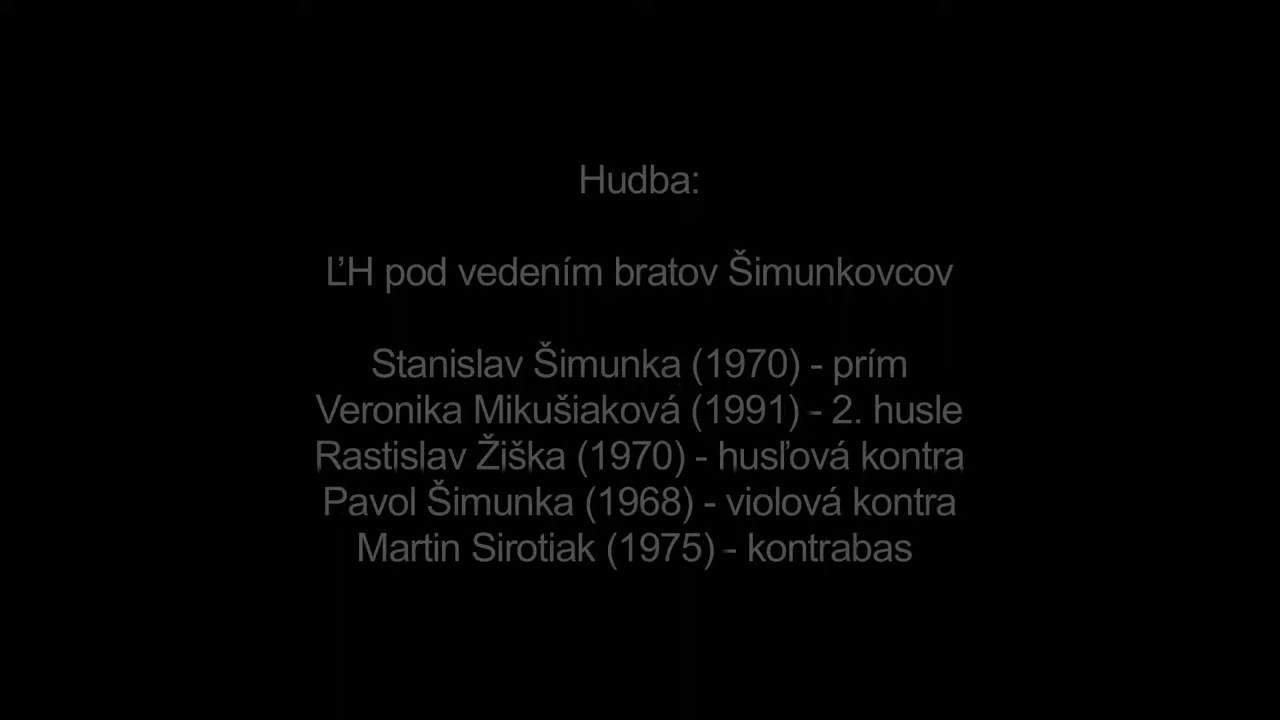 Hudba:
ĽH pod vedením bratov Šimunkovcov
Stanislav Šimunka (1970) - prím
Veronika Mikušiaková (1991) - 2. husle
Rastislav Žiška (1970) - husľová kontra
Pavol Šimunka (1968) - violová kontra
Martin Sirotiak (1975) - kontrabas